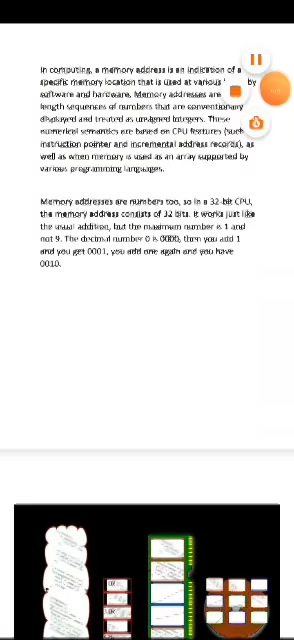 In computing, a memory address is an indication of a
specific memory location that is used at various by
software and hardware. Memory addresses are
length sequences of numbers that are conventionally
displayed and treated as unsigned integers. These
numerical semantics are based on CPU features (such
instruction pointer and incremental address records), as
well as when memory is used as an array supported by
various programming languages.
Memory addresses are numbers too, so in a 32-bit CPU,
the memory address consists of 32 bits. It works just like
the usual addition, but the maximum number is 1 and
not 9. The decimal number 0 is 0000, then you add 1
and you get 0001, you add one again and you have
0010.